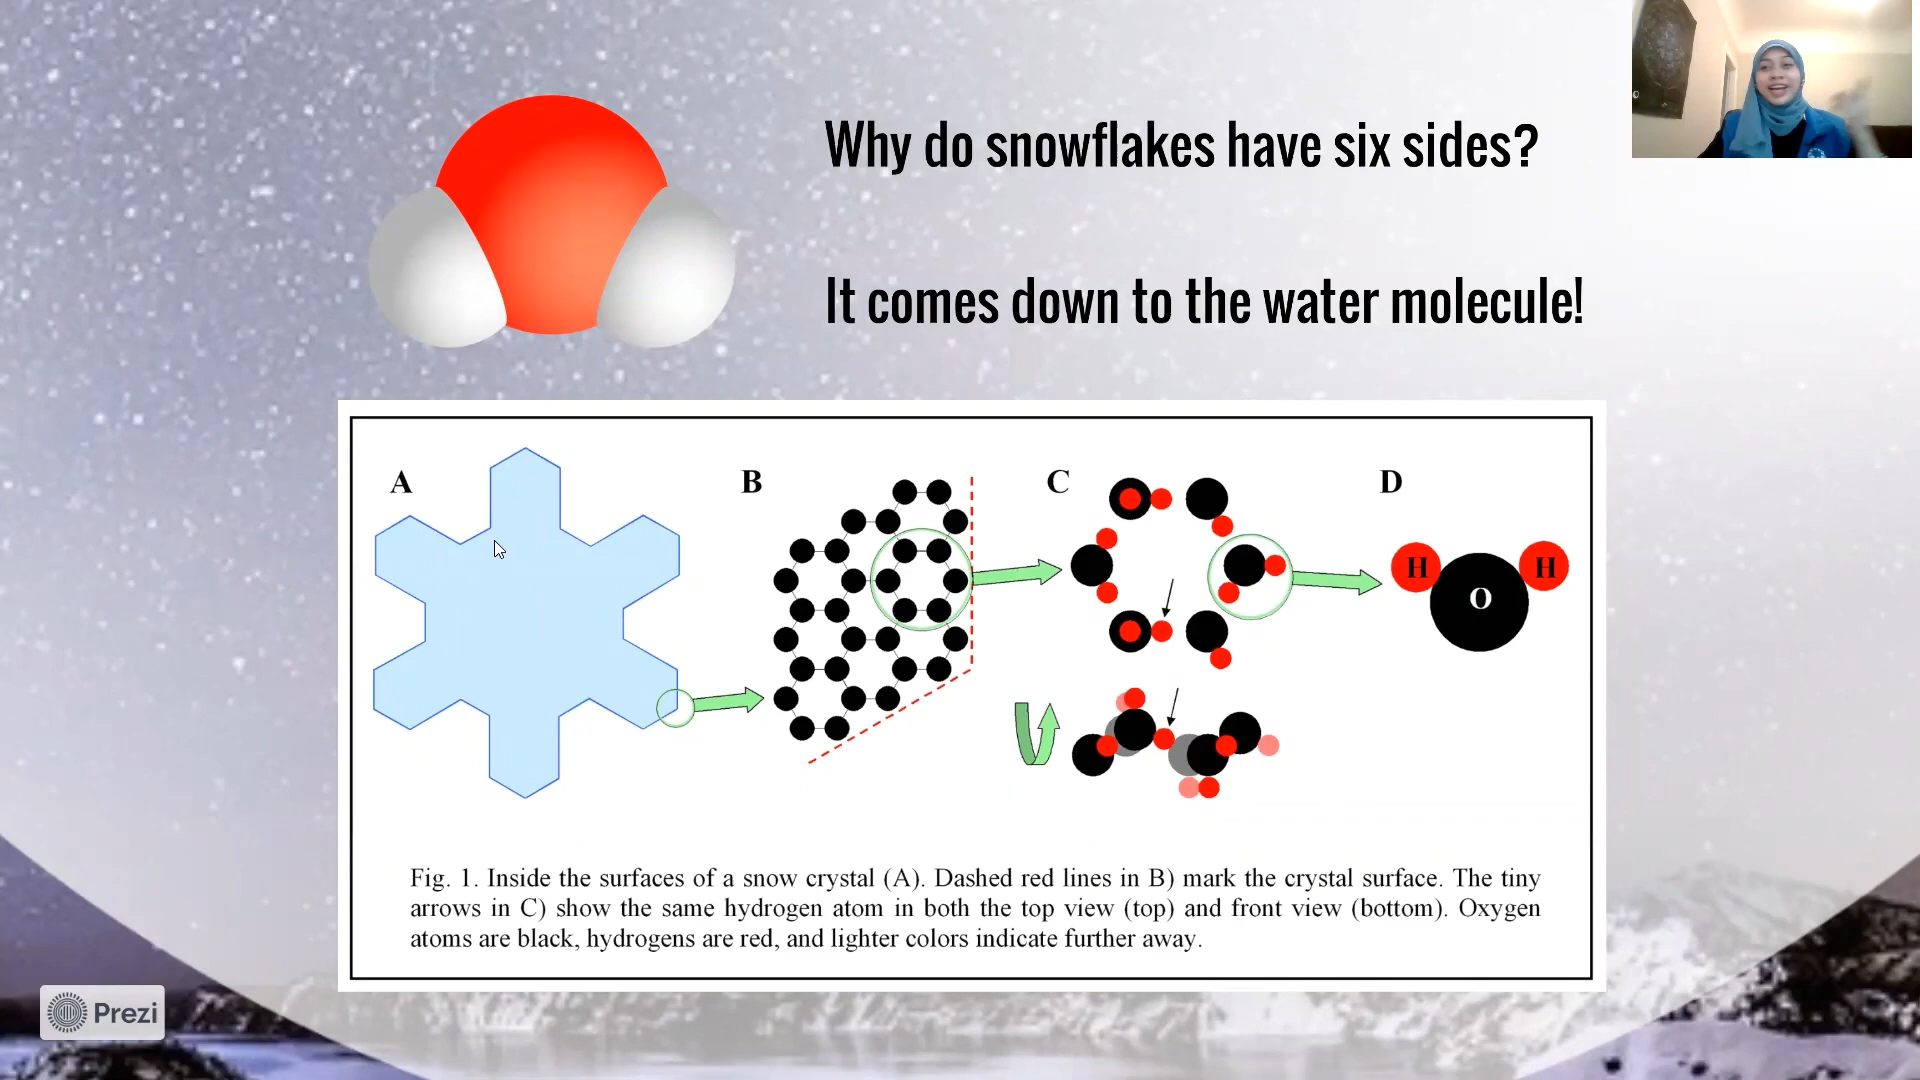 Why do snowflakes have six sides?
It comes down to the water molecule!
A
B
C
D
H
H
O
Fig. 1. Inside the surfaces of a snow crystal (A). Dashed red lines in B) mark the crystal surface. The tiny
arrows in C) show the same hydrogen atom in both the top view (top) and front view (bottom). Oxygen
atoms are black, hydrogens are red, and lighter colors indicate further away.
Prezi